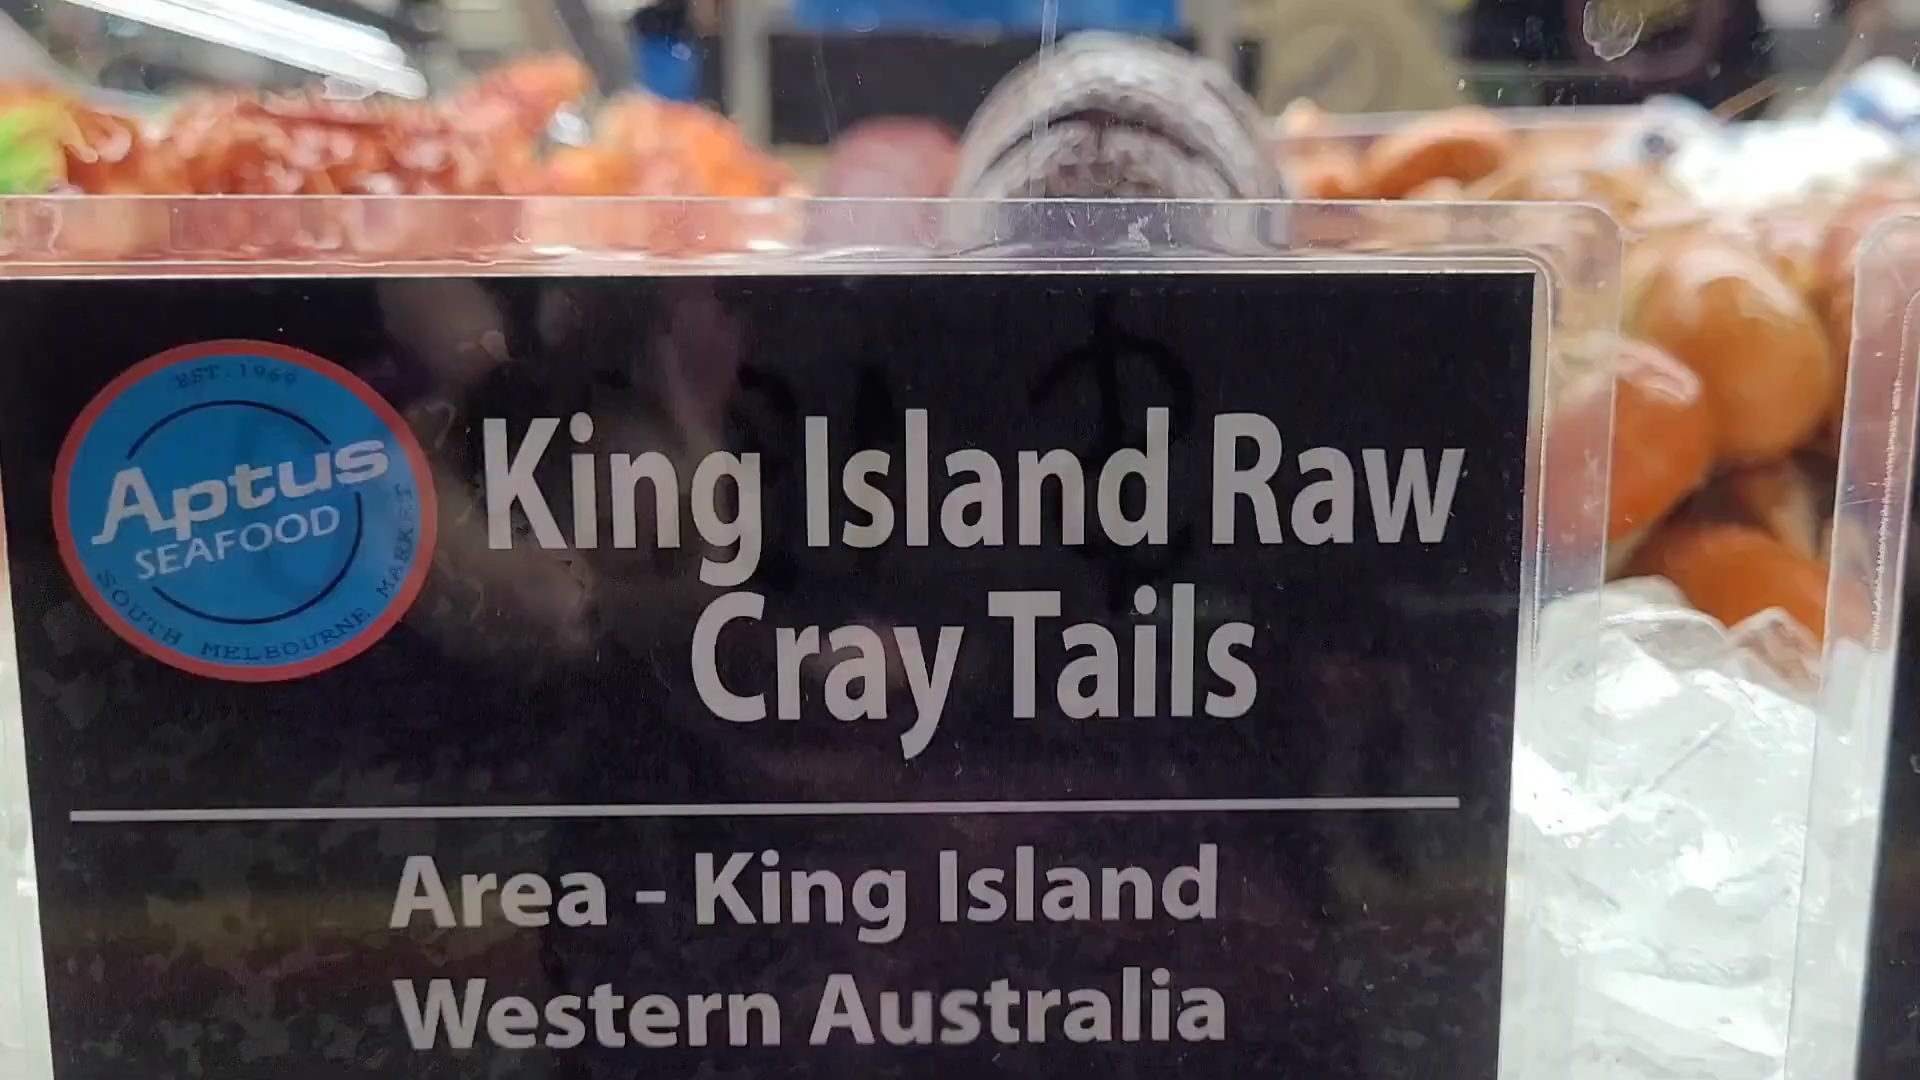 EST. 1969
Aptus
SEAFOOD
SOUTH MELBOURNE MARKET
King Island Raw
Cray Tails
Area - King Island
Western Australia